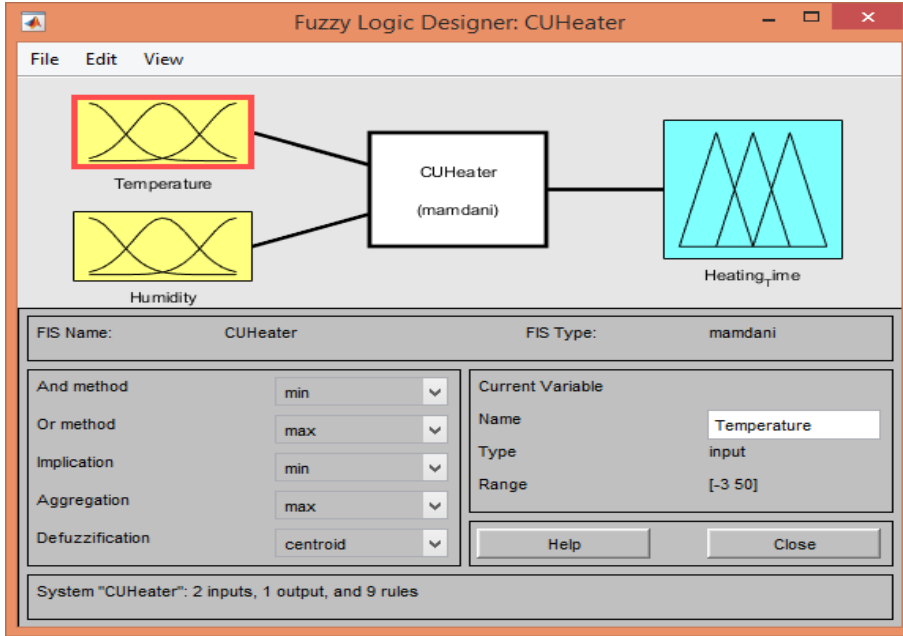 Fuzzy Logic Designer: CUHeater
File Edit View
Temperature
Humidity
CUHeater
(mamdani)
Heating_Time
FIS Name: CUHeater FIS Type: mamdani
And method min
Or method max
Implication min
Aggregation max
Defuzzification centroid
Current Variable
Name Temperature
Type input
Range [-3 50]
Help Close
System "CUHeater": 2 inputs, 1 output, and 9 rules